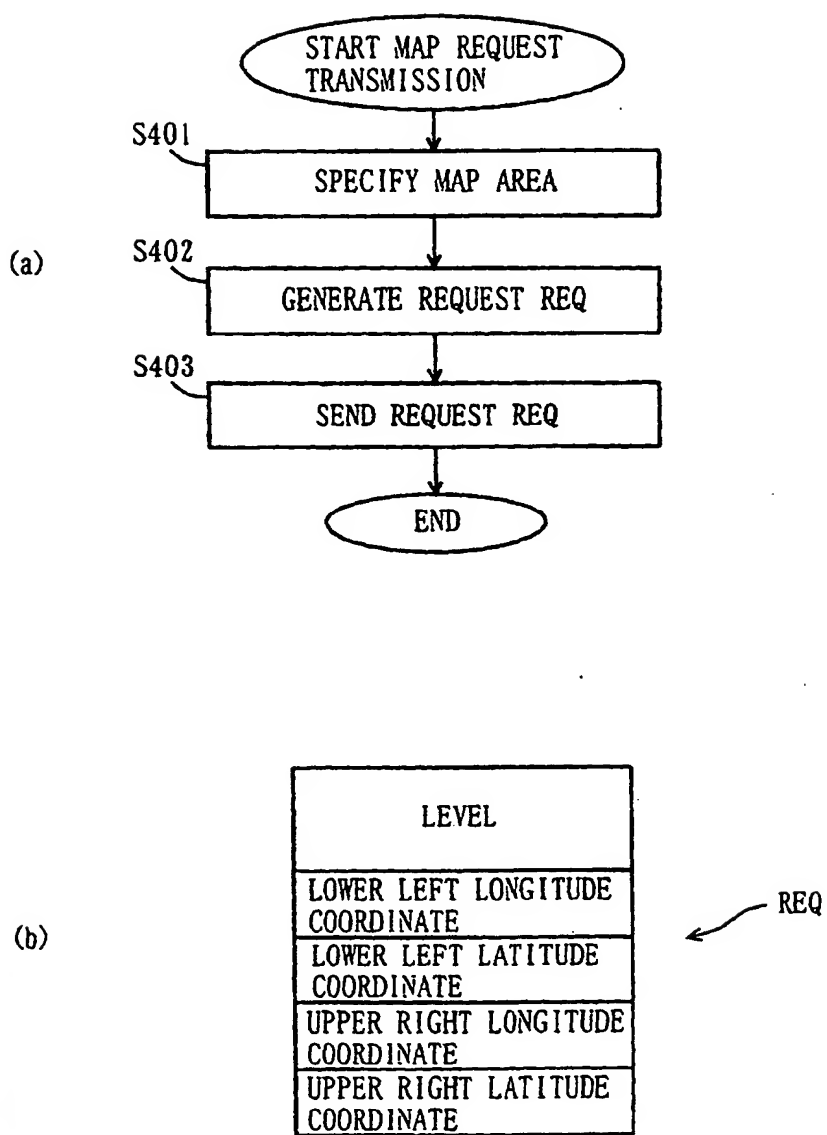 START MAP REQUEST
TRANSMISSION
S401
SPECIFY MAP AREA
(a)
S402
GENERATE REQUEST REQ
S403
SEND REQUEST REQ
END
LEVEL
LOWER LEFT LONGITUDE
COORDINATE
REQ
(b)
LOWER LEFT LATITUDE
COORDINATE
UPPER RIGHT LONGITUDE
COORDINATE
UPPER RIGHT LATITUDE
COORDINATE